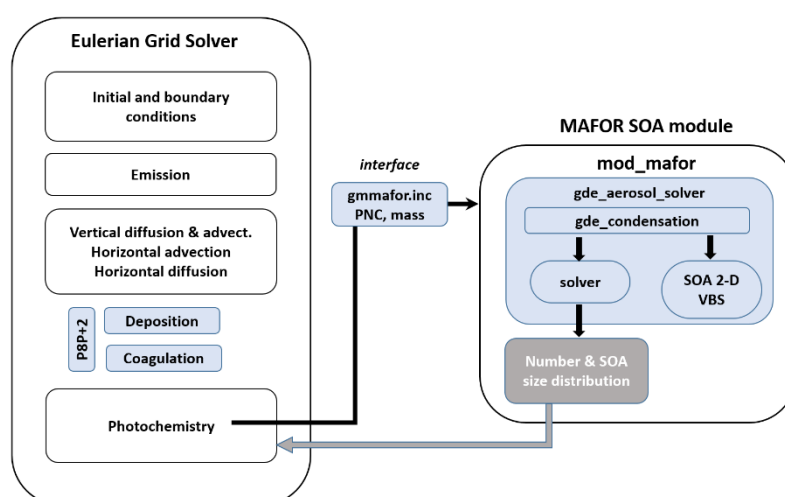 Eulerian Grid Solver
Initial and boundary
conditions
Emission
Vertical diffusion & advect.
Horizontal advection
Horizontal diffusion
P8P+2
Deposition
Coagulation
Photochemistry
interface
gmmafor.inc
PNC, mass
MAFOR SOA module
mod_mafor
gde_aerosol_solver
gde_condensation
solver
SOA 2-D
VBS
Number & SOA
size distribution